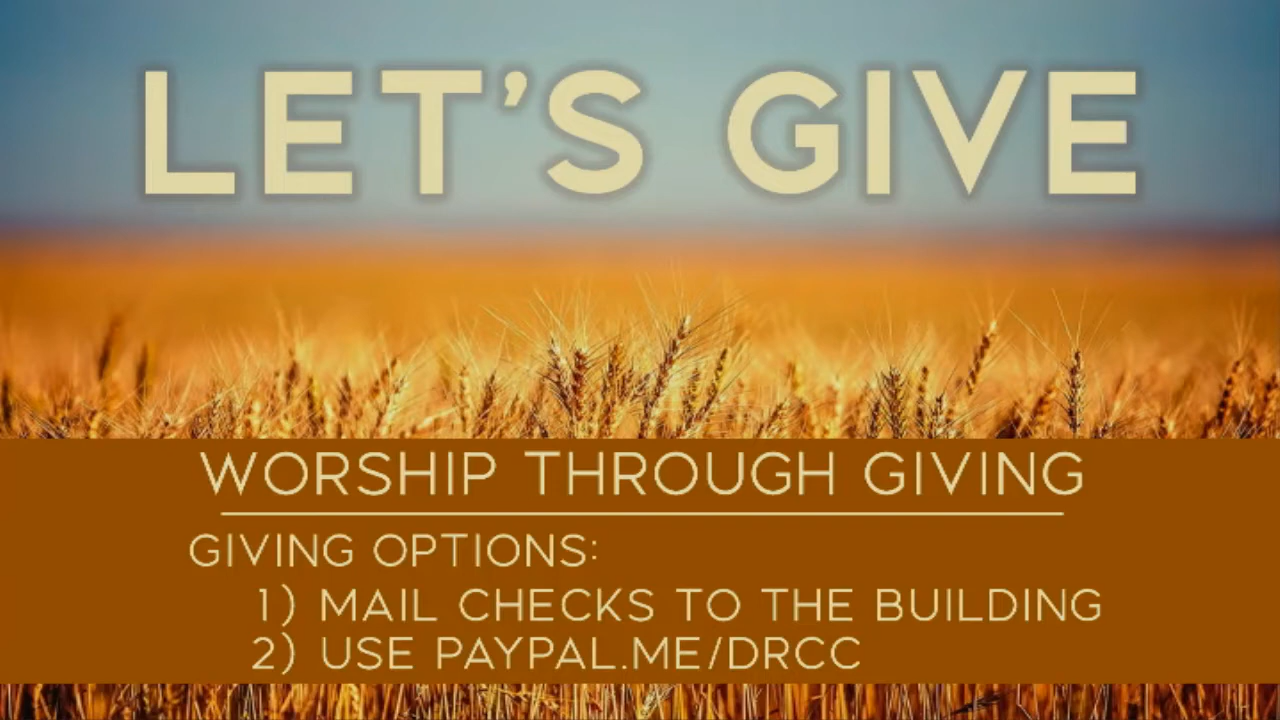 LET'S GIVE
WORSHIP THROUGH GIVING
GIVING OPTIONS:
1) MAIL CHECKS TO THE BUILDING
2) USE PAYPAL.ME/DRCC